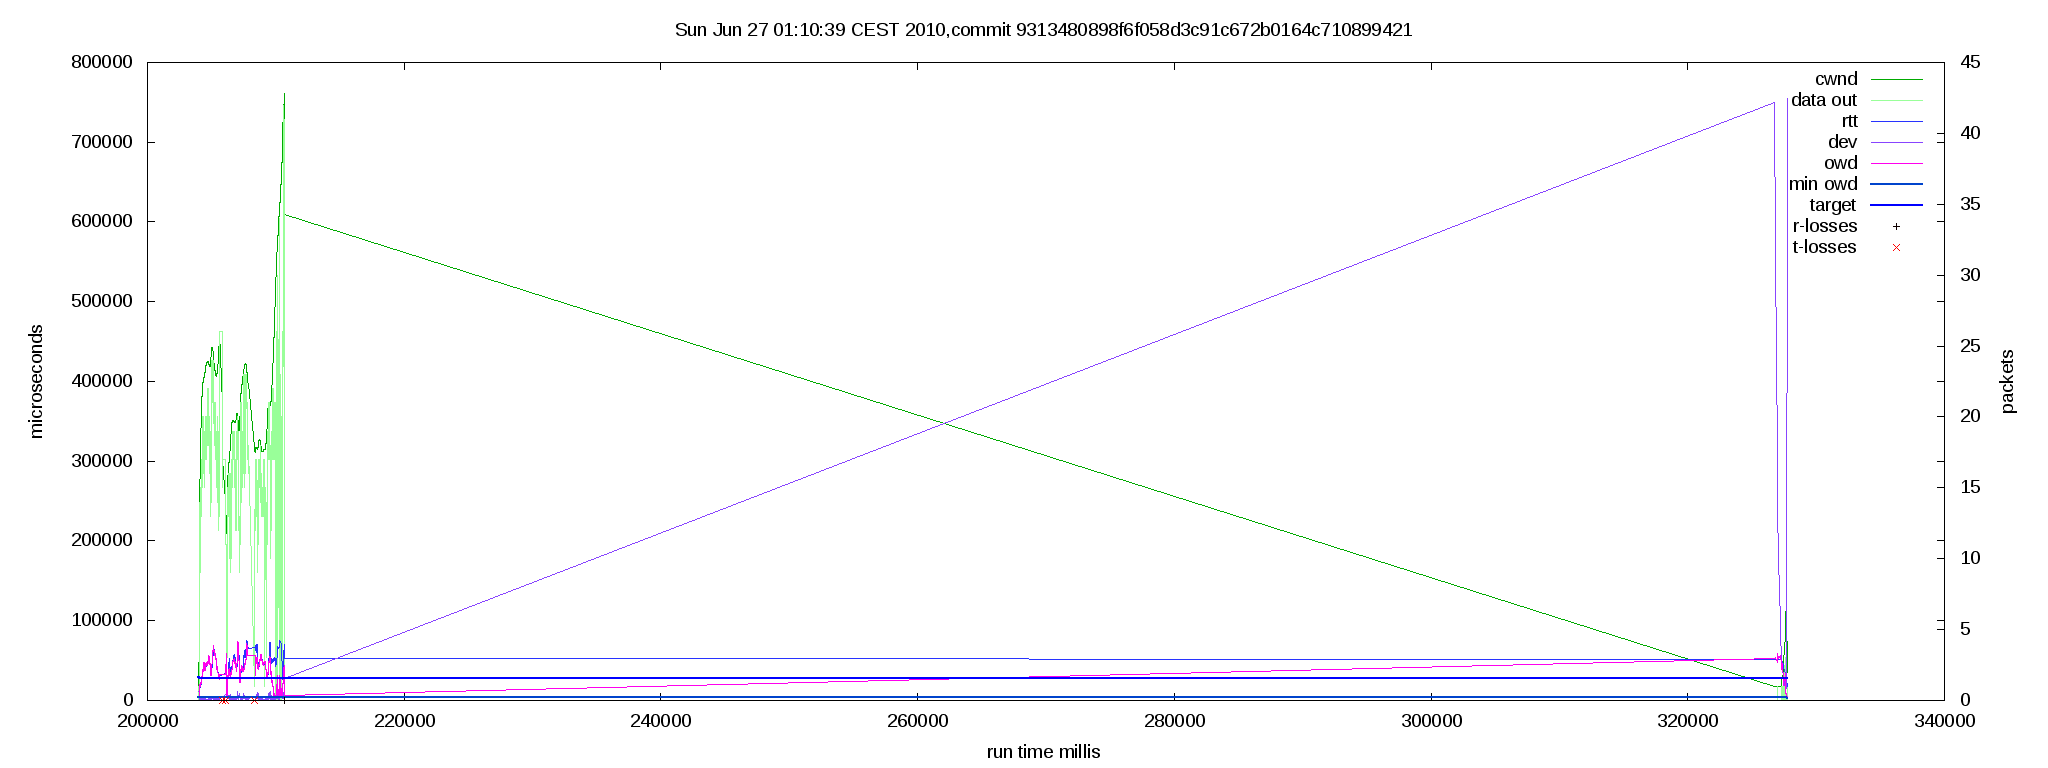 Sun Jun 27 01:10:39 CEST 2010,commit 9313480898f6f058d3c91c672b0164c710899421
800000
700000
600000
500000
400000
300000
200000
100000
0
microseconds
45
40
35
30
25
20
15
10
5
0
packets
cwnd
data out
rtt
dev
owd
min owd
target
r-losses
t-losses
200000 220000 240000 260000 280000 300000 320000 340000
run time millis